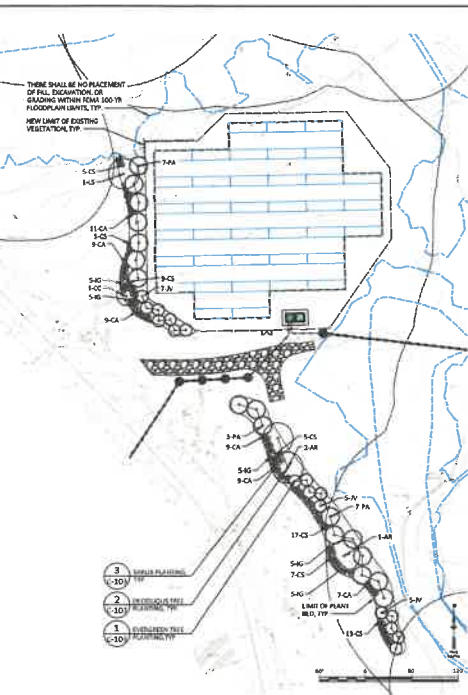 THERE SHALL BE NO PLACEMENT
OF FILL, EXCAVATION, OR
GRADING WITHIN FEMA 100-YR
FLOODPLAIN LIMITS, TYP.
NEW LIMIT OF EXISTING
VEGETATION, TYP.
7-PA
5-CS
11-CA
5-CS
9-CA
9-CS
5-IG
7-JV
1-CC
5-IG
9-CA
3-PA
9-CA
5-CS
2-AR
5-IG
9-CA
5-JV
7-PA
17-CS
1-AR
5-IG
7-CS
5-IG
7-CA
5-JV
LIMIT OF PLANT
BED, TYP
13-CS
3
SHRUB PLANTING,
TYP
2
DECIDUOUS TREE
PLANTING, TYP.
1
EVERGREEN TREE
PLANTING, TYP
60'
0
60
120